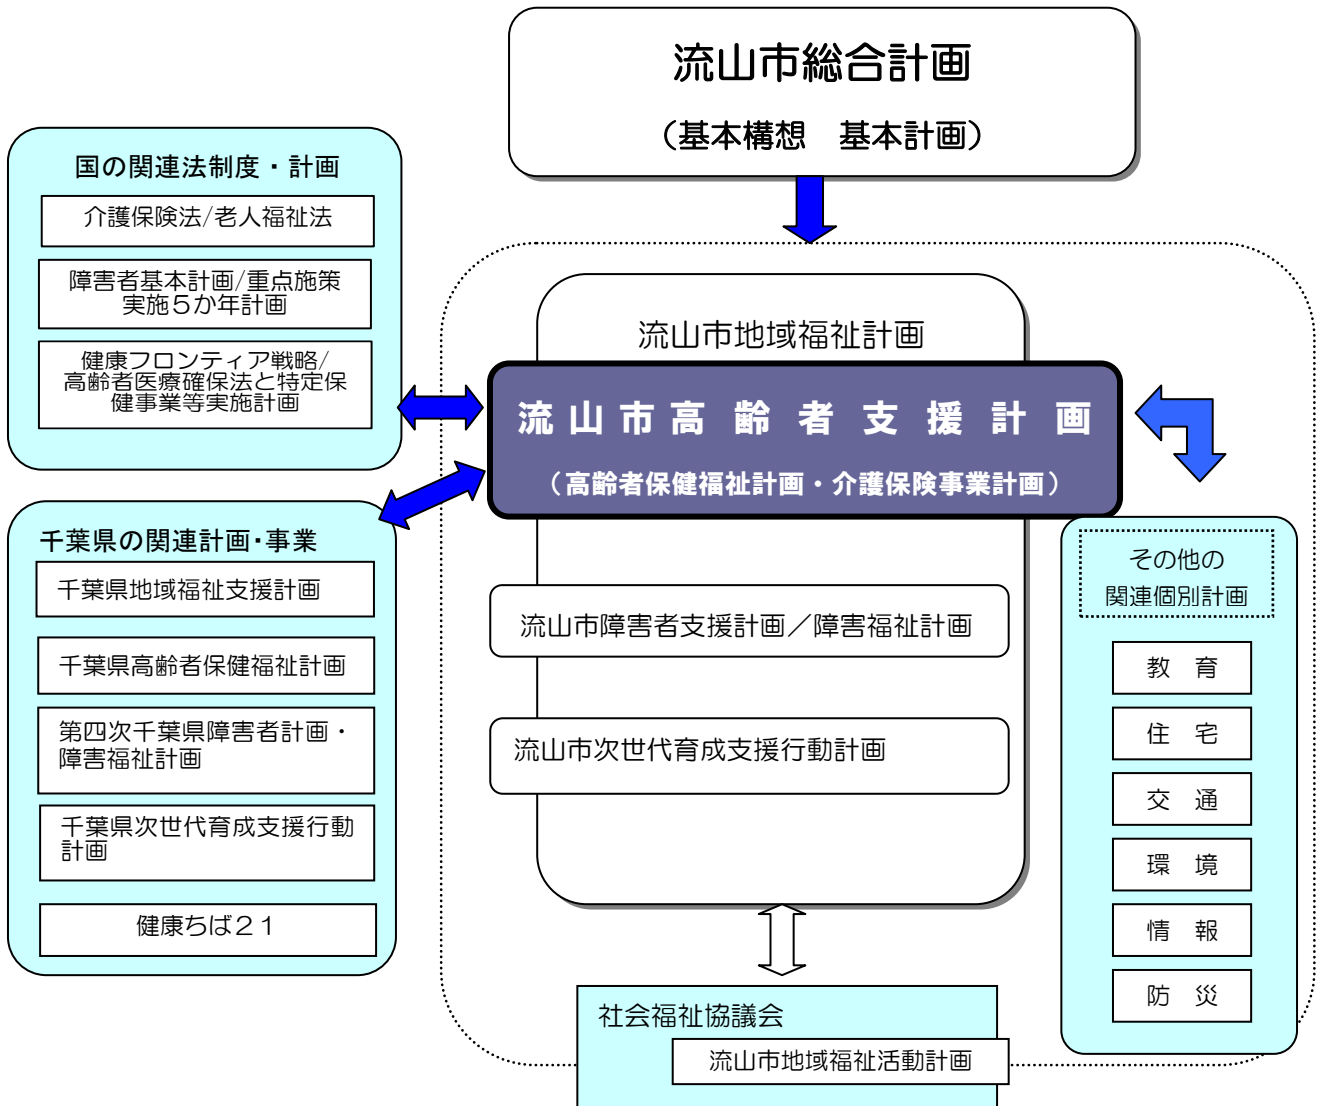 流山市総合計画
（基本構想　基本計画）
国の関連法制度・計画
介護保険法/老人福祉法
障害者基本計画/重点施策
実施５か年計画
健康フロンティア戦略/
高齢者医療確保法と特定保
健事業等実施計画
流山市地域福祉計画
流山市高齢者支援計画
（高齢者保健福祉計画・介護保険事業計画）
千葉県の関連計画・事業
千葉県地域福祉支援計画
千葉県高齢者保健福祉計画
第四次千葉県障害者計画・
障害福祉計画
千葉県次世代育成支援行動
計画
健康ちば２１
流山市障害者支援計画／障害福祉計画
流山市次世代育成支援行動計画
その他の
関連個別計画
教　育
住　宅
交　通
環　境
情　報
防　災
社会福祉協議会
流山市地域福祉活動計画